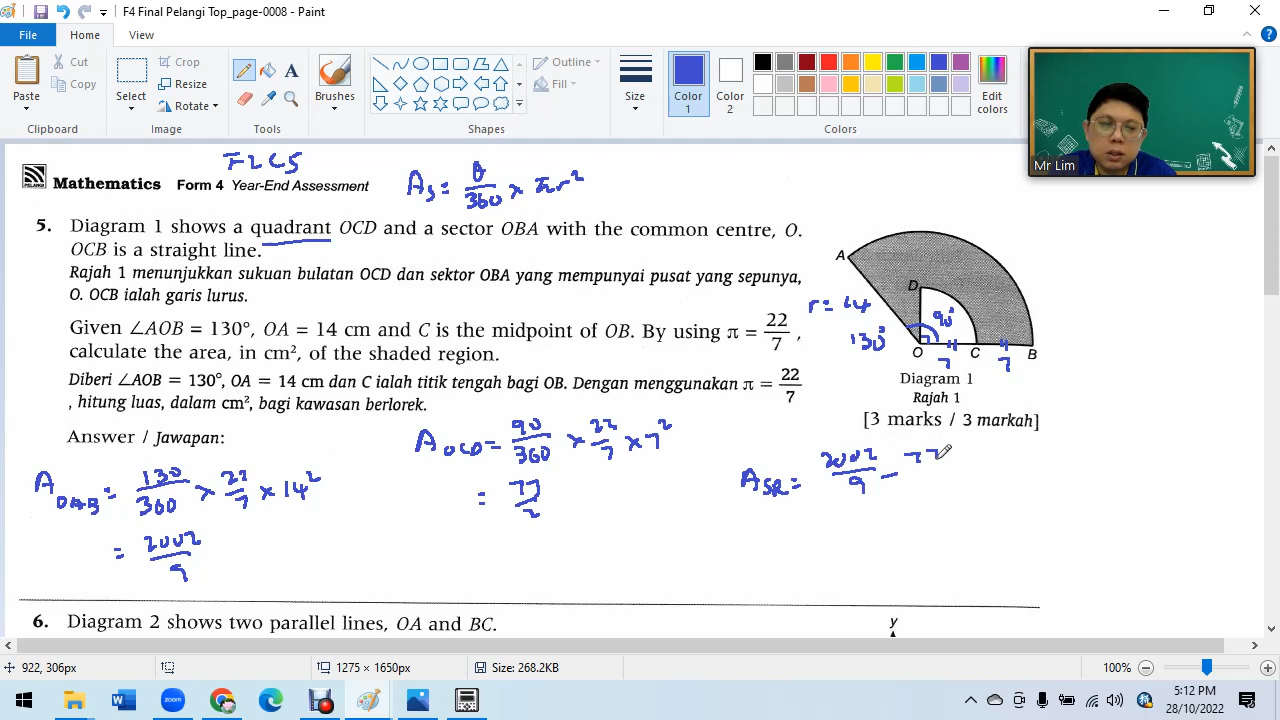 F4 Final Pelangi Top_page-0008 - Paint
File Home View
Paste Cut Copy Clipboard
Select Crop Resize Rotate Image
A Tools
Brushes
Shapes Outline Fill
Size
Color 1 Color 2 Colors Edit colors
Mr Lim
F2C5
PELANGI Mathematics Form 4 Year-End Assessment
A_S = θ/360 × πr²
5. Diagram 1 shows a quadrant OCD and a sector OBA with the common centre, O.
OCB is a straight line.
Rajah 1 menunjukkan sukuan bulatan OCD dan sektor OBA yang mempunyai pusat yang sepunya,
O. OCB ialah garis lurus.
Given ∠AOB = 130°, OA = 14 cm and C is the midpoint of OB. By using π = 22/7 ,
calculate the area, in cm², of the shaded region.
Diberi ∠AOB = 130°, OA = 14 cm dan C ialah titik tengah bagi OB. Dengan menggunakan π = 22/7
, hitung luas, dalam cm², bagi kawasan berlorek.
A
D
r = 14 90°
130°
O C B
7 7
Diagram 1
Rajah 1
[3 marks / 3 markah]
Answer / Jawapan:
A_OAB = 130/360 × 22/7 × 14²
= 2002/9
A_OCD = 90/360 × 22/7 × 7²
= 77/2
A_SR = 2002/9 - 77
6. Diagram 2 shows two parallel lines, OA and BC.
y
922, 306px 1275 × 1650px Size: 268.2KB 100%
W zoom
5:12 PM
28/10/2022